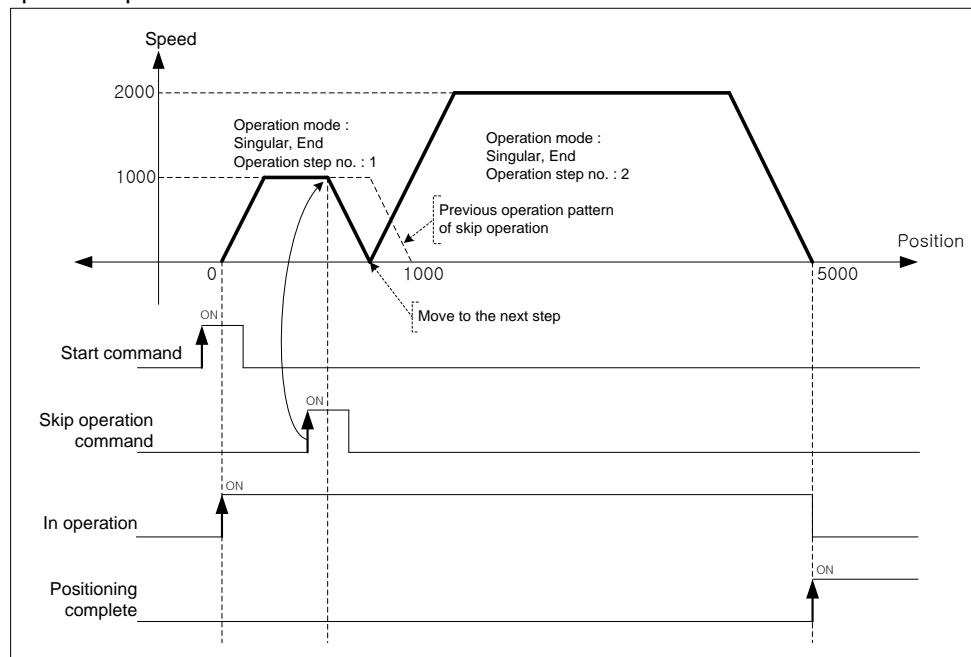 Speed
2000
Operation mode :
Singular, End
Operation step no. : 1
Operation mode :
Singular, End
Operation step no. : 2
1000
Previous operation pattern
of skip operation
Position
0
1000
5000
Move to the next step
ON
Start command
ON
Skip operation
command
ON
In operation
ON
Positioning
complete